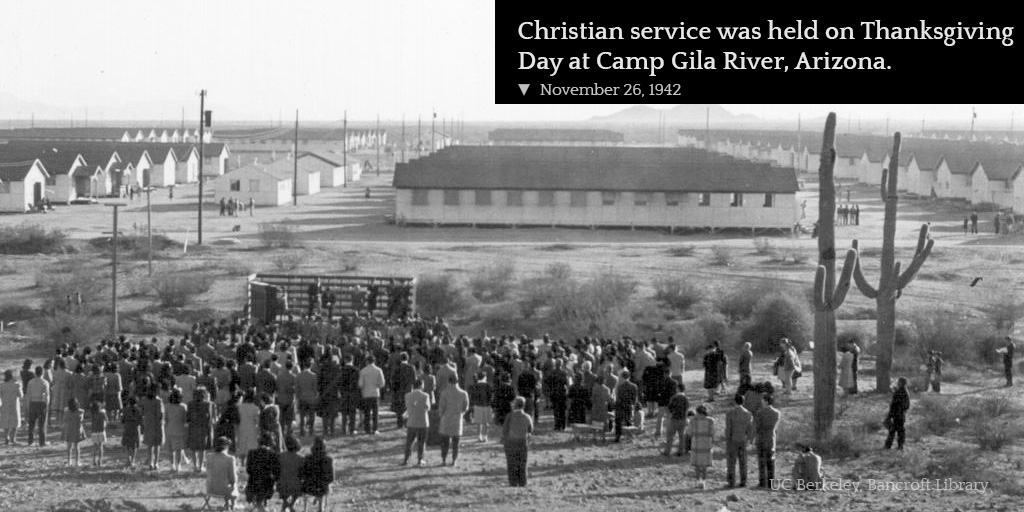 Christian service was held on Thanksgiving
Day at Camp Gila River, Arizona.
▼ November 26, 1942
UC Berkeley, Bancroft Library